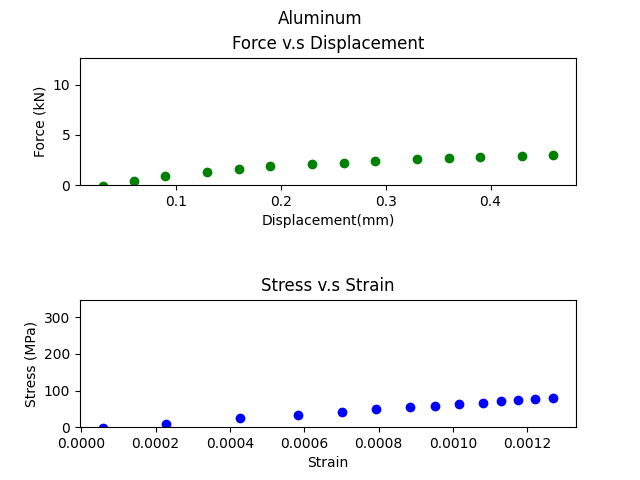 Aluminum
Force v.s Displacement
10
5
0
Force (kN)
0.1 0.2 0.3 0.4
Displacement(mm)
Stress v.s Strain
300
200
100
0
Stress (MPa)
0.0000 0.0002 0.0004 0.0006 0.0008 0.0010 0.0012
Strain